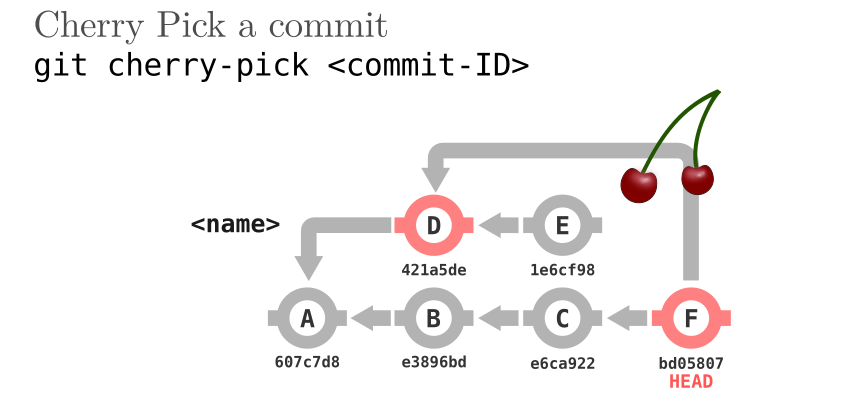 Cherry Pick a commit
git cherry-pick <commit-ID>
<name>
D
E
421a5de
1e6cf98
A
B
C
F
607c7d8
e3896bd
e6ca922
bd05807
HEAD